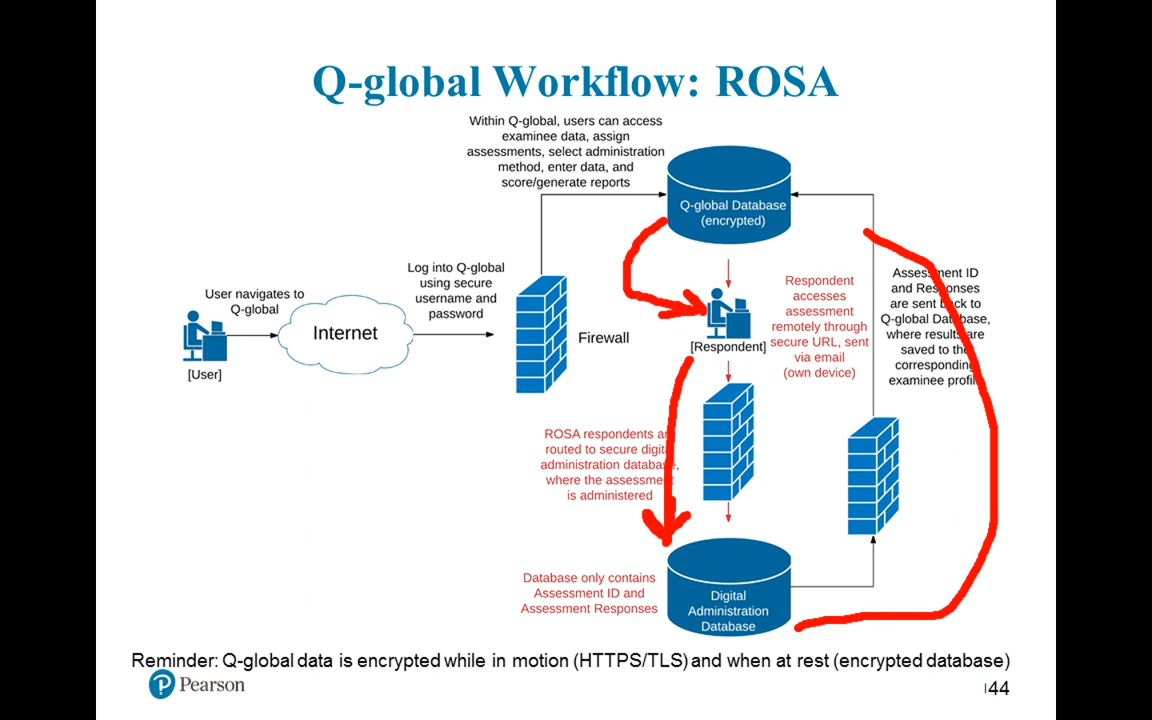 Q-global Workflow: ROSA
Within Q-global, users can access
examinee data, assign
assessments, select administration
method, enter data, and
score/generate reports
Q-global Database
(encrypted)
User navigates to
Q-global
Internet
[User]
Log into Q-global
using secure
username and
password
Firewall
[Respondent]
Respondent
accesses
assessment
remotely through
secure URL, sent
via email
(own device)
Assessment ID
and Responses
are sent back to
Q-global Database,
where results are
saved to the
corresponding
examinee profile
ROSA respondents are
routed to secure digital
administration database,
where the assessment
is administered
Database only contains
Assessment ID and
Assessment Responses
Digital
Administration
Database
Reminder: Q-global data is encrypted while in motion (HTTPS/TLS) and when at rest (encrypted database)
P Pearson
44